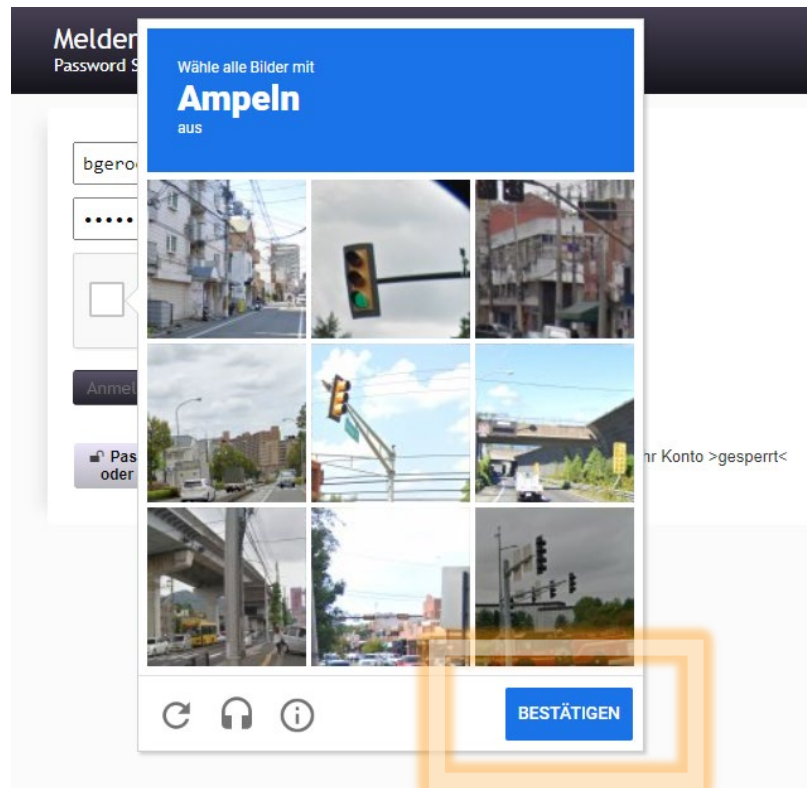 Melden
Password S
Wähle alle Bilder mit
Ampeln
aus
bgero
Anmel
Pas
oder
hr Konto >gesperrt<
BESTÄTIGEN